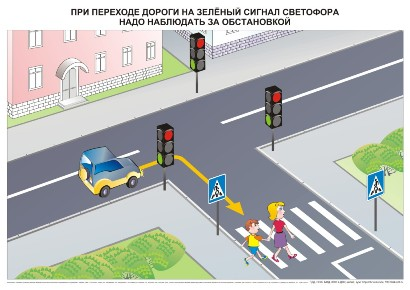 ПРИ ПЕРЕХОДЕ ДОРОГИ НА ЗЕЛЁНЫЙ СИГНАЛ СВЕТОФОРА
НАДО НАБЛЮДАТЬ ЗА ОБСТАНОВКОЙ